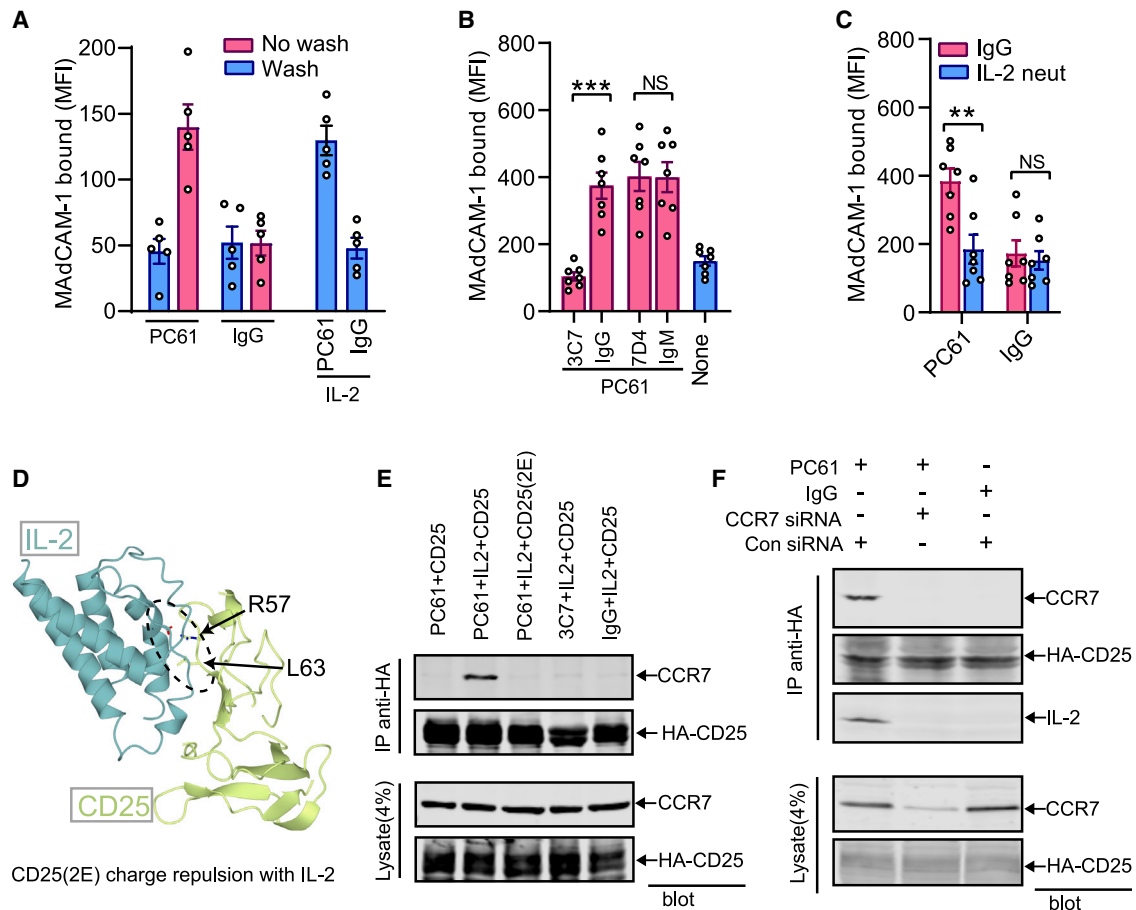 A
MAdCAM-1 bound (MFI)
200
150
100
50
0
No wash
Wash
PC61
IgG
PC61
IgG
IL-2
B
MAdCAM-1 bound (MFI)
800
600
400
200
0
***
NS
3C7
IgG
7D4
IgM
None
PC61
C
MAdCAM-1 bound (MFI)
800
600
400
200
0
IgG
IL-2 neut
**
NS
PC61
IgG
D
IL-2
R57
L63
CD25
CD25(2E) charge repulsion with IL-2
E
PC61+CD25
PC61+IL2+CD25
PC61+IL2+CD25(2E)
3C7+IL2+CD25
IgG+IL2+CD25
IP anti-HA
CCR7
HA-CD25
Lysate(4%)
CCR7
HA-CD25
blot
F
PC61 + + -
IgG - - +
CCR7 siRNA - + -
Con siRNA + - +
IP anti-HA
CCR7
HA-CD25
IL-2
Lysate(4%)
CCR7
HA-CD25
blot